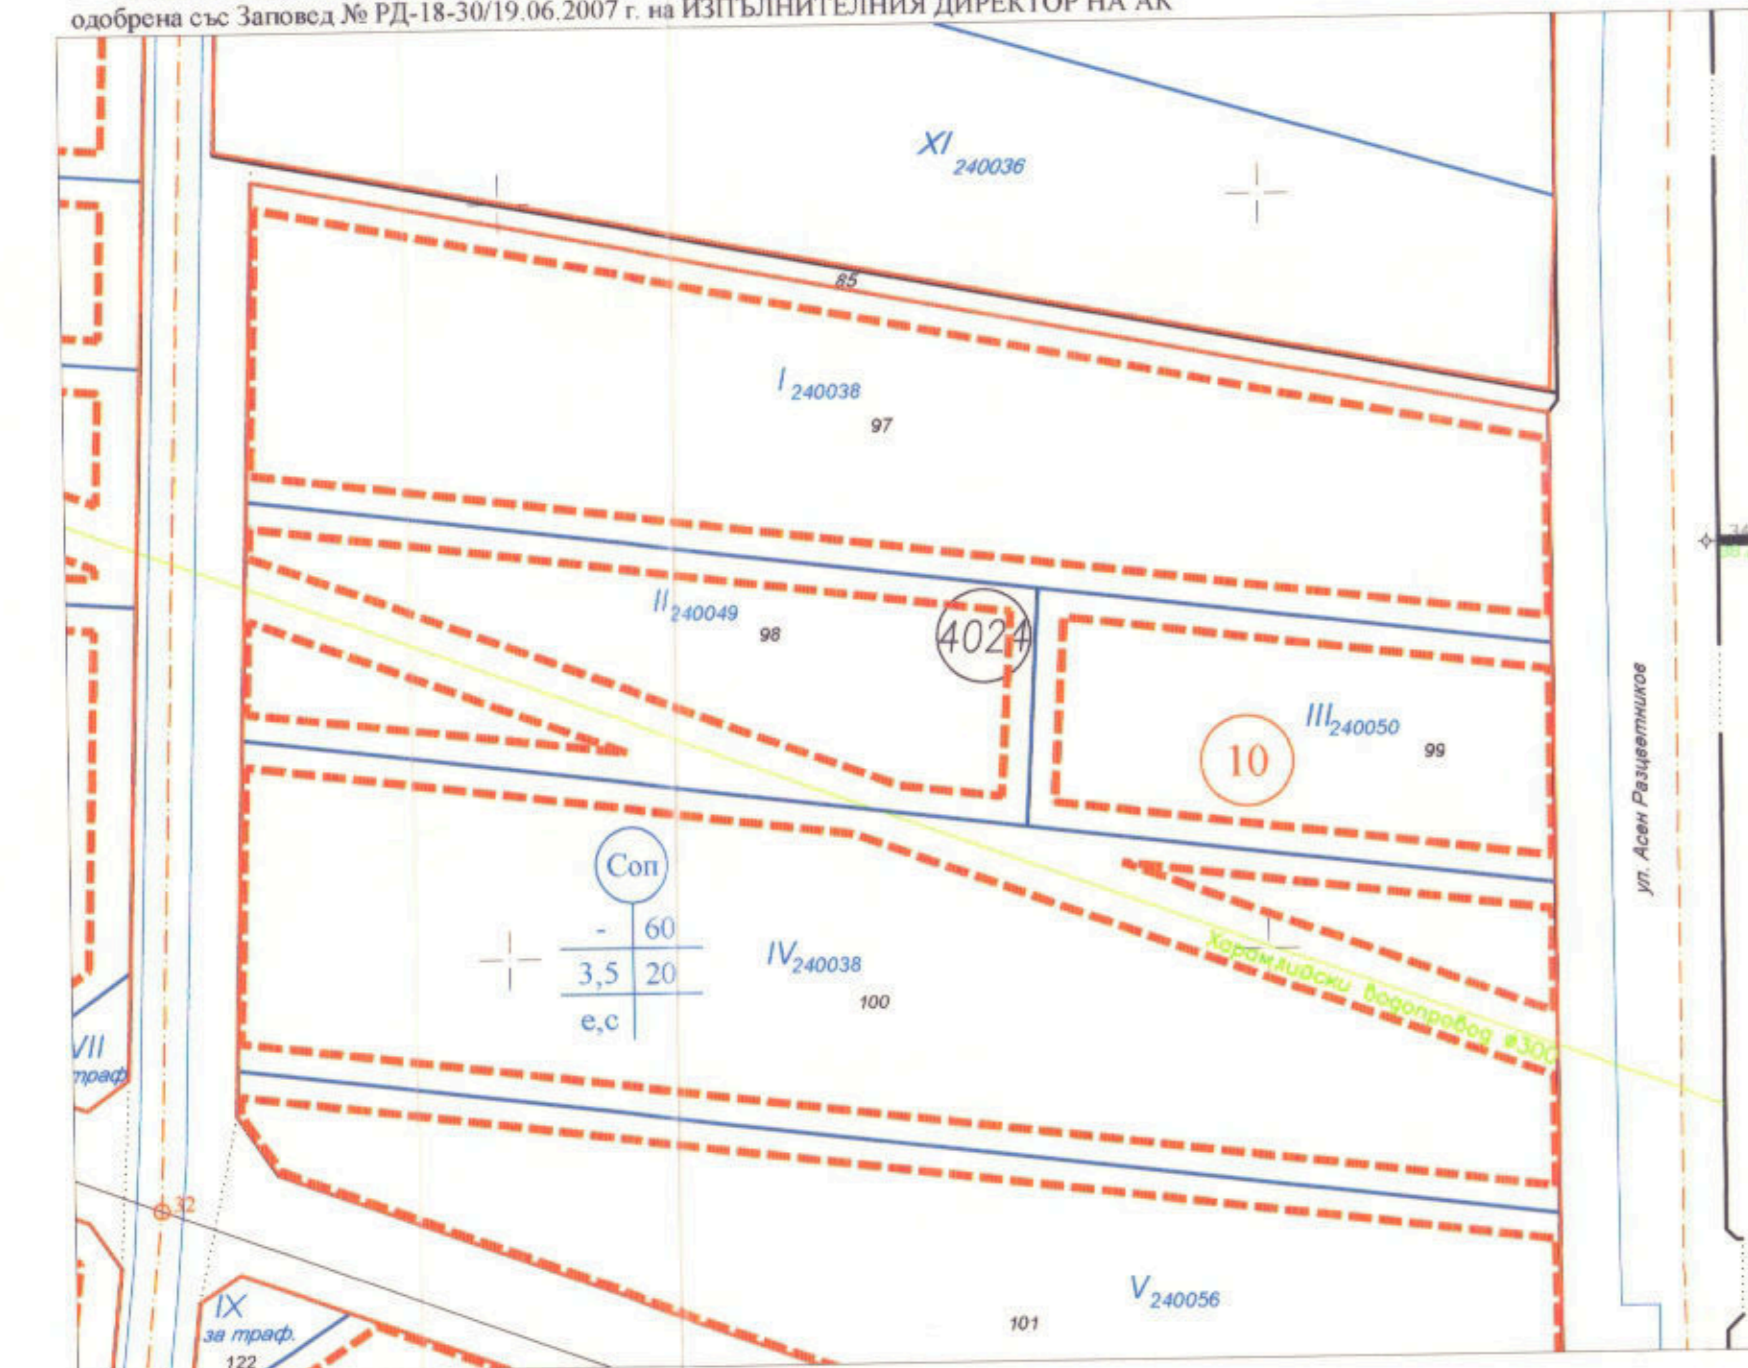 одобрена със Заповед № РД-18-30/19.06.2007 г. на ИЗПЪЛНИТЕЛНИЯ ДИРЕКТОР НА АК
XI 240036
85
I 240038
97
II 240049
98
4024
III 240050
99
10
ул. Асен Разцветников
Соп
- 60
3,5 20
е,с
IV 240038
100
Харамлийски водопровод ø300
VII
траф
32
V 240056
101
IX
за траф.
122